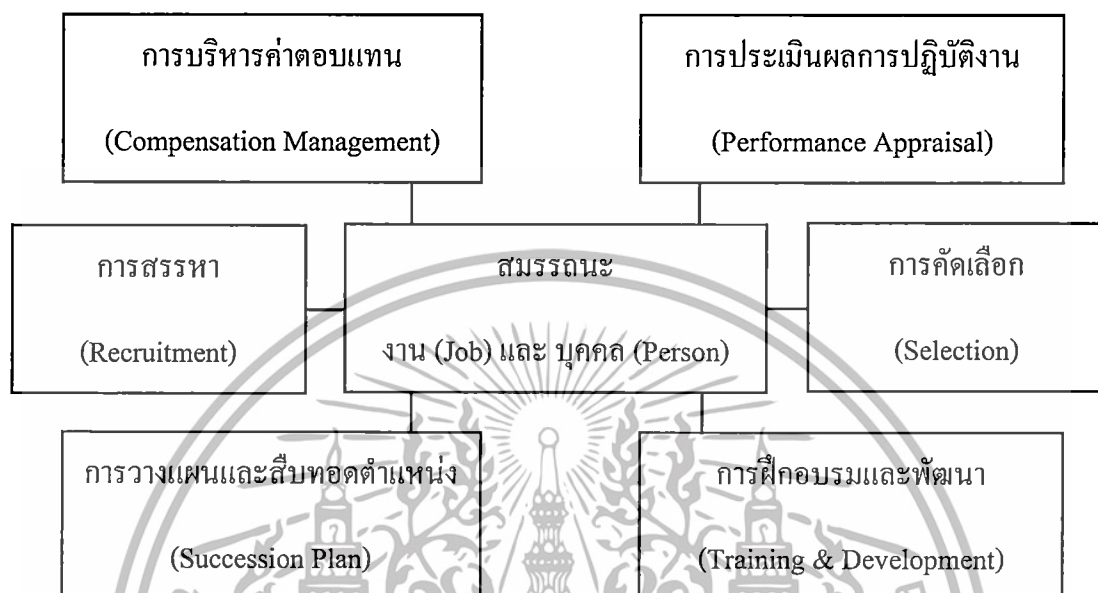 การบริหารค่าตอบแทน
(Compensation Management)
การประเมินผลการปฏิบัติงาน
(Performance Appraisal)
การสรรหา
(Recruitment)
สมรรถนะ
งาน (Job) และ บุคคล (Person)
การคัดเลือก
(Selection)
การวางแผนและสืบทอดตำแหน่ง
(Succession Plan)
การฝึกอบรมและพัฒนา
(Training & Development)